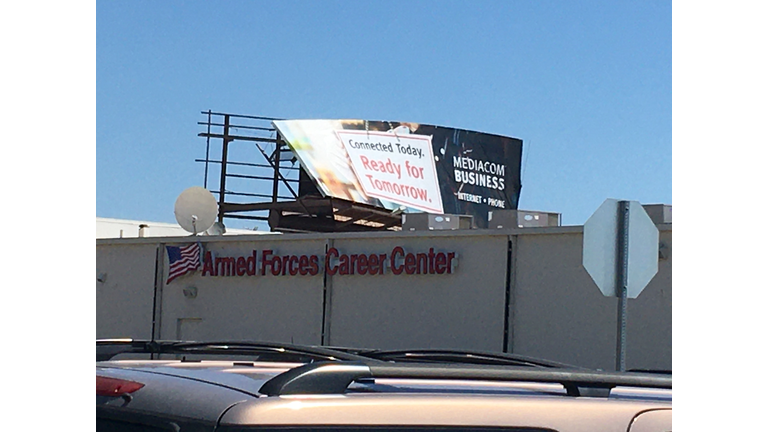 Connected Today.
Ready for
Tomorrow.
MEDIACOM
BUSINESS
INTERNET • PHONE
Armed Forces Career Center